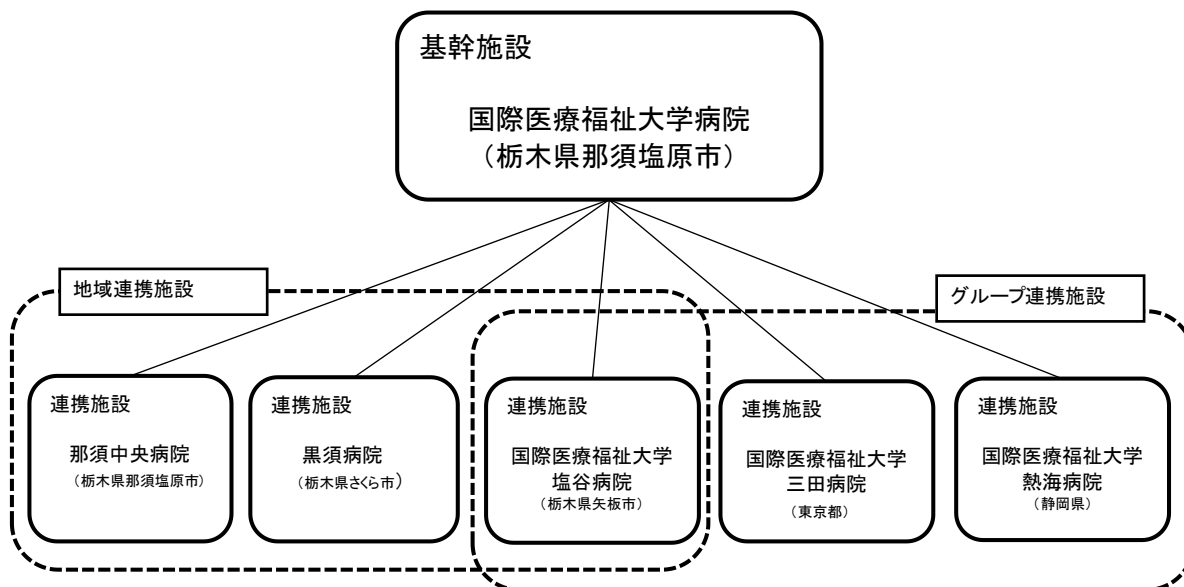 基幹施設
国際医療福祉大学病院
（栃木県那須塩原市）
地域連携施設
グループ連携施設
連携施設
那須中央病院
（栃木県那須塩原市）
連携施設
黒須病院
（栃木県さくら市）
連携施設
国際医療福祉大学
塩谷病院
（栃木県矢板市）
連携施設
国際医療福祉大学
三田病院
（東京都）
連携施設
国際医療福祉大学
熱海病院
（静岡県）